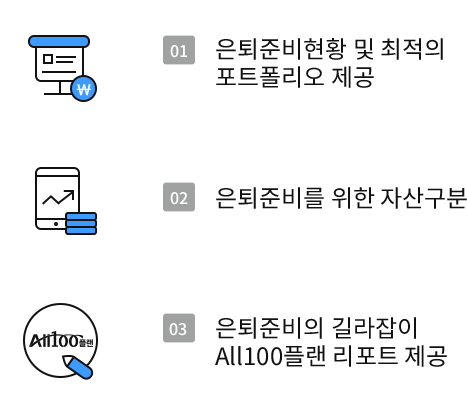 01
은퇴준비현황 및 최적의
포트폴리오 제공
₩
02
은퇴준비를 위한 자산구분
03
은퇴준비의 길라잡이
All100플랜 리포트 제공
All100플랜